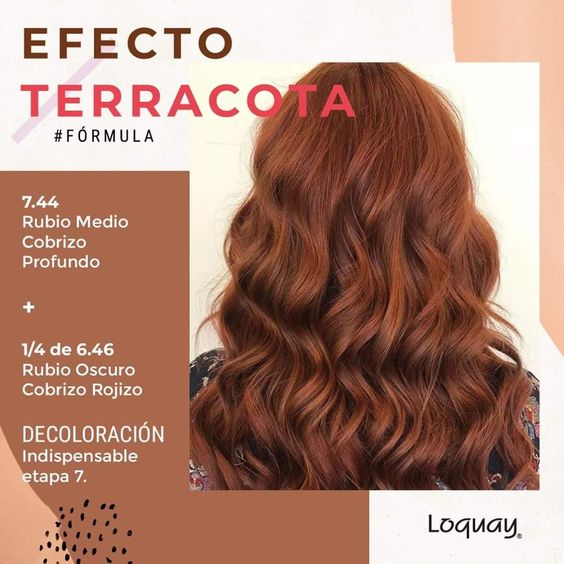 EFECTO
TERRACOTA
#FÓRMULA
7.44
Rubio Medio
Cobrizo
Profundo
+
1/4 de 6.46
Rubio Oscuro
Cobrizo Rojizo
DECOLORACIÓN
Indispensable
etapa 7.
Loquay®